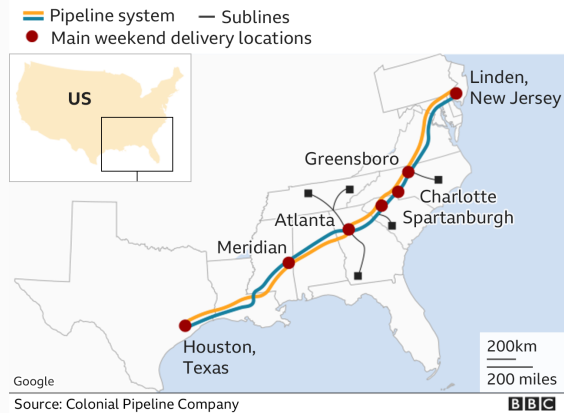 Pipeline system
Sublines
Main weekend delivery locations
US
Linden,
New Jersey
Greensboro
Charlotte
Spartanburgh
Atlanta
Meridian
Houston,
Texas
200km
200 miles
Google
Source: Colonial Pipeline Company
BBC